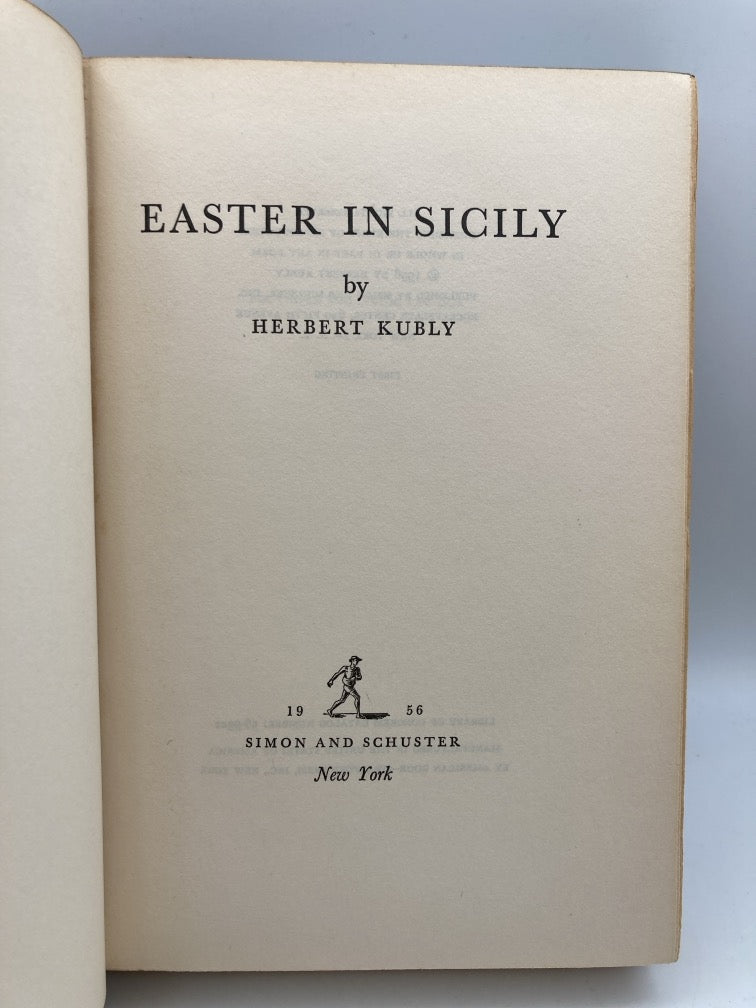 EASTER IN SICILY
by
HERBERT KUBLY
19 56
SIMON AND SCHUSTER
New York